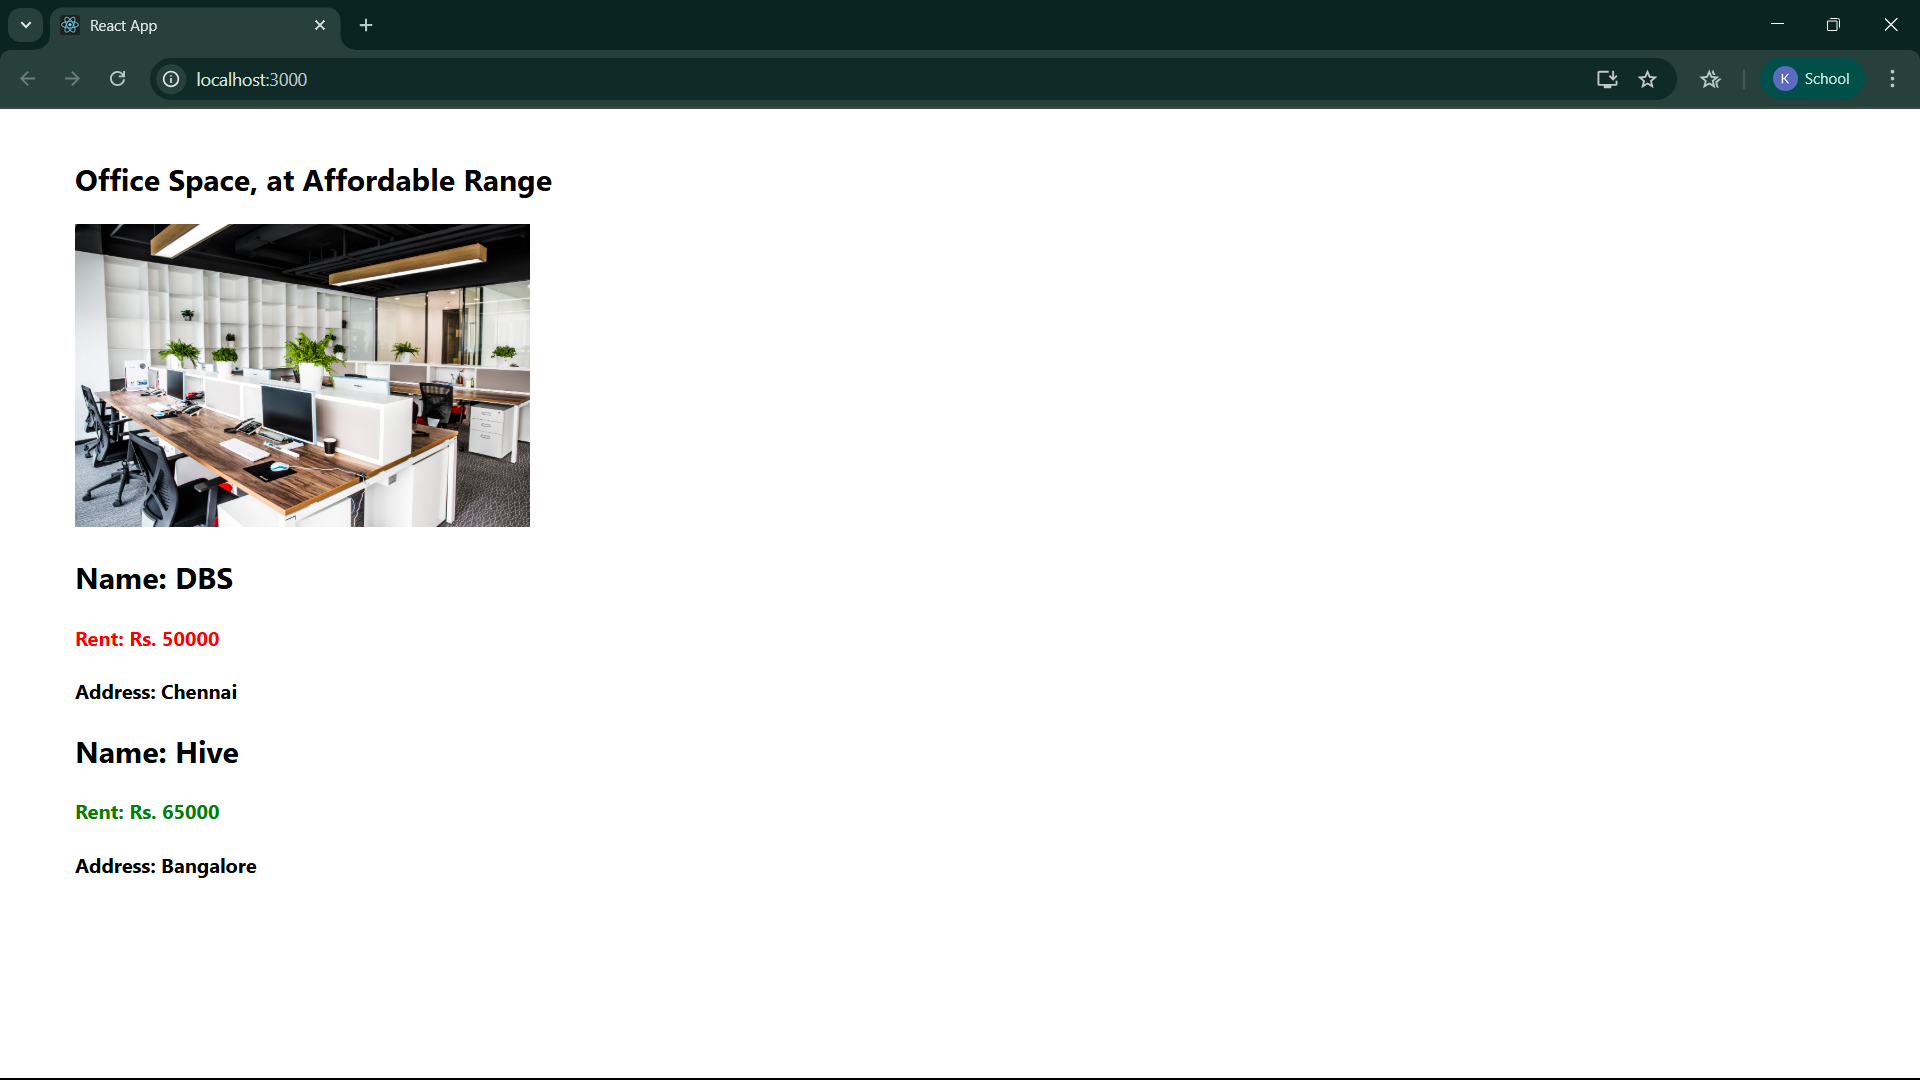 React App
localhost:3000
K School
Office Space, at Affordable Range
Name: DBS
Rent: Rs. 50000
Address: Chennai
Name: Hive
Rent: Rs. 65000
Address: Bangalore